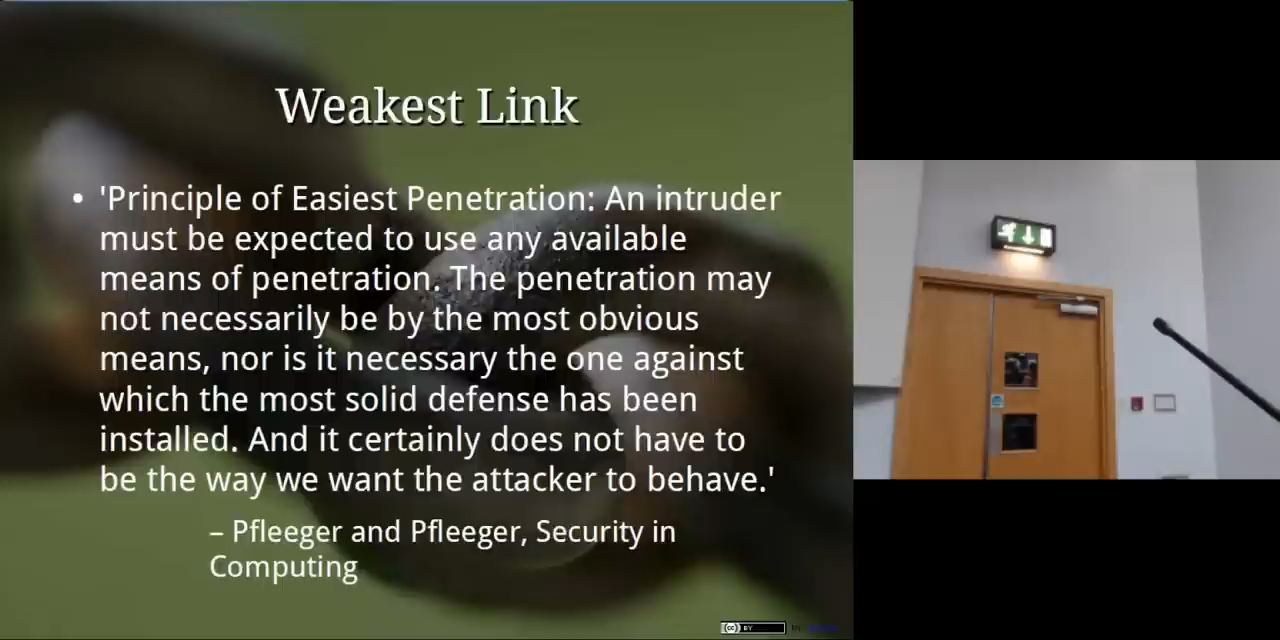 Weakest Link
• 'Principle of Easiest Penetration: An intruder
must be expected to use any available
means of penetration. The penetration may
not necessarily be by the most obvious
means, nor is it necessary the one against
which the most solid defense has been
installed. And it certainly does not have to
be the way we want the attacker to behave.'
– Pfleeger and Pfleeger, Security in
Computing
cc BY